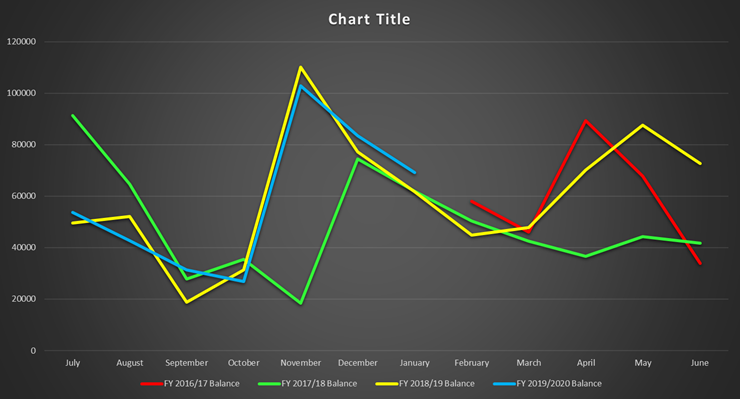 Chart Title
120000
100000
80000
60000
40000
20000
0
July August September October November December January February March April May June
FY 2016/17 Balance FY 2017/18 Balance FY 2018/19 Balance FY 2019/2020 Balance